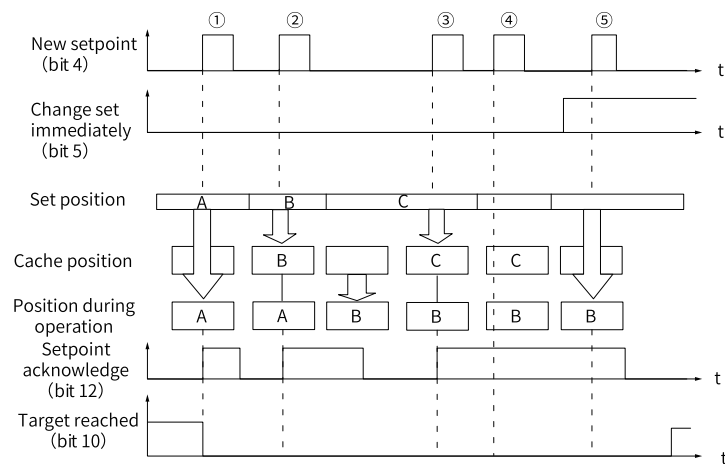 ① ② ③ ④ ⑤
New setpoint
（bit 4）
t
Change set
immediately
（bit 5）
t
Set position
A B C
Cache position
B C C
Position during
operation
A A B B B B
Setpoint
acknowledge
（bit 12）
t
Target reached
（bit 10）
t